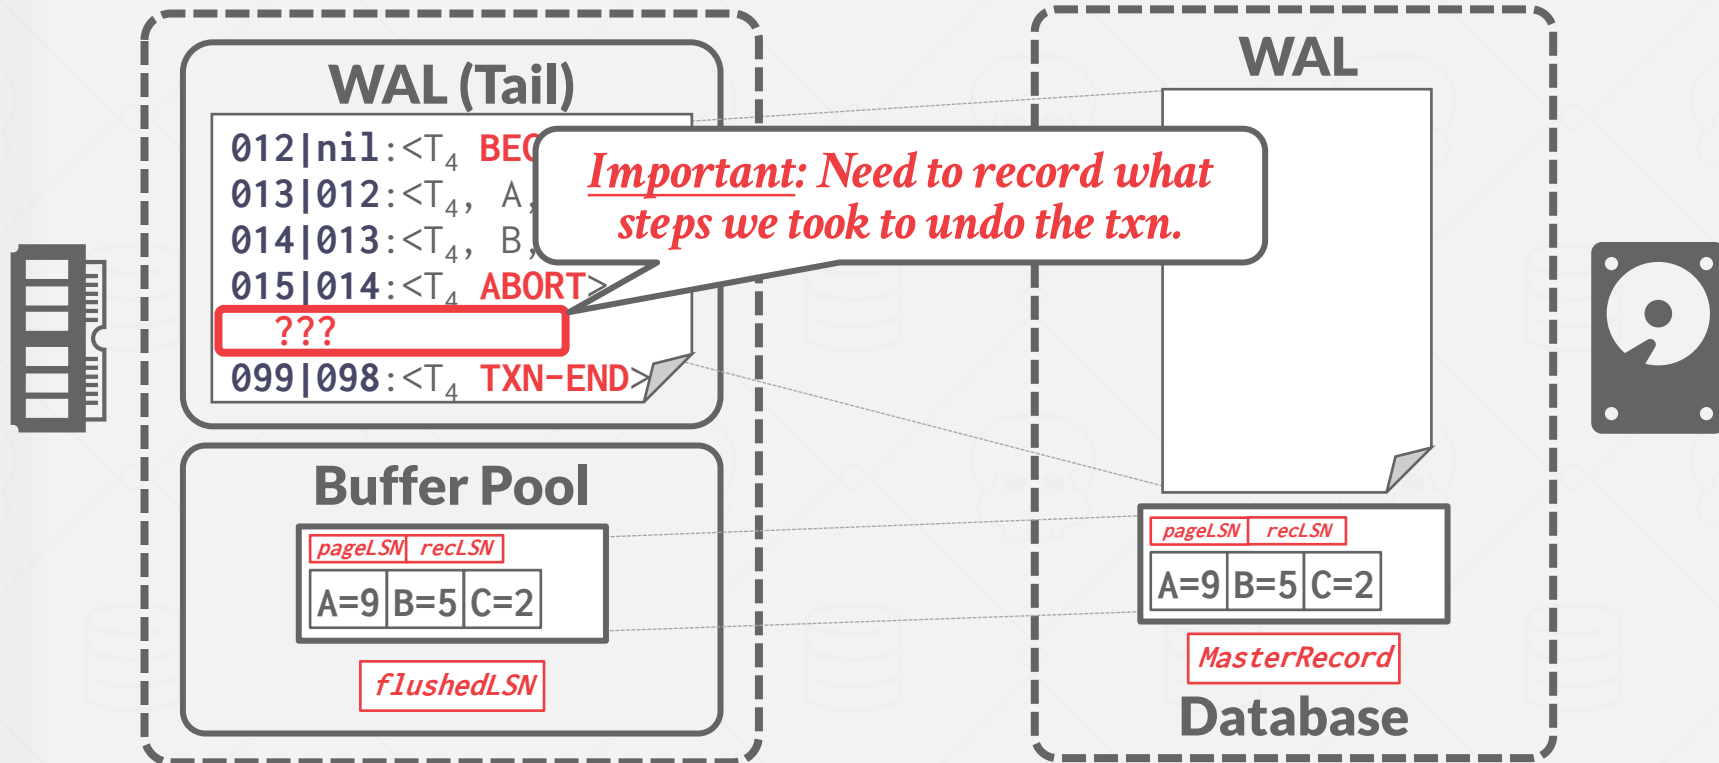 WAL (Tail)
012|nil:<T4
013|012:<T4, A,
014|013:<T4, B,
015|014:<T4 ABORT>
???
099|098:<T4 TXN-END>
Important: Need to record what
steps we took to undo the txn.
Buffer Pool
pageLSN recLSN
A=9 B=5 C=2
flushedLSN
WAL
pageLSN recLSN
A=9 B=5 C=2
MasterRecord
Database